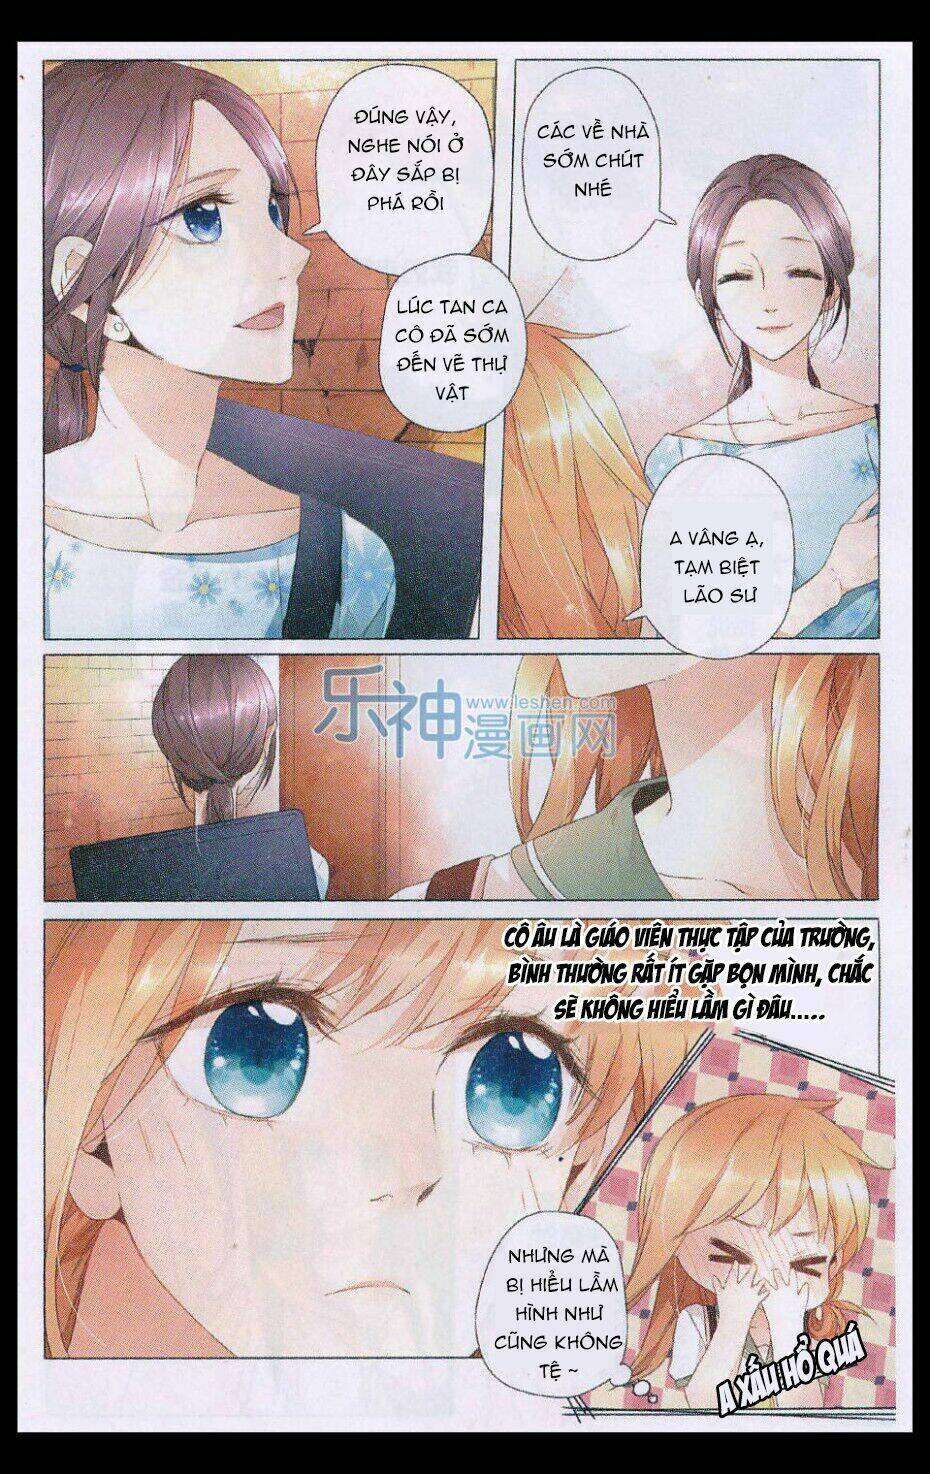 ĐÚNG VẬY,
NGHE NÓI Ở
ĐÂY SẮP BỊ
PHÁ RỒI
LÚC TAN CA
CÔ ĐÃ SỚM
ĐẾN VẼ THỰ
VẬT
CÁC VỀ NHÀ
SỚM CHÚT
NHÉ
A VÂNG Ạ,
TẠM BIỆT
LÃO SƯ
乐神漫画网
www.leshen.com
CÔ ÂU LÀ GIÁO VIÊN THỰC TẬP CỦA TRƯỜNG,
BÌNH THƯỜNG RẤT ÍT GẶP BỌN MÌNH, CHẮC
SẼ KHÔNG HIỂU LẦM GÌ ĐÂU.....
NHƯNG MÀ
BỊ HIỂU LẦM
HÌNH NHƯ
CŨNG KHÔNG
TỆ ~
A XẤU HỔ QUÁ